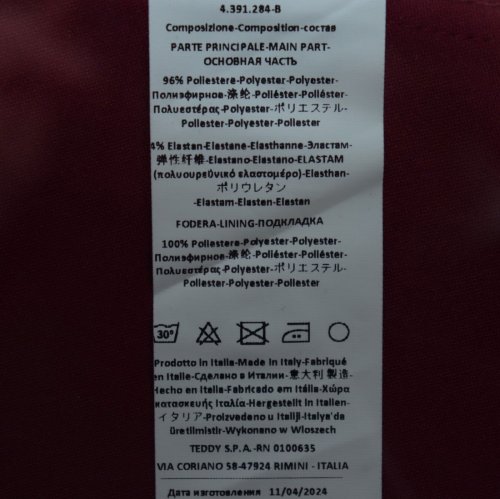 4.391.284-B
Composizione-Composition-состав
PARTE PRINCIPALE-MAIN PART-
ОСНОВНАЯ ЧАСТЬ
96% Poliestere-Polyester-Polyester-
Полиэфирное-涤纶-Poliéster-Poliéster-
Πολυεστέρας-Polyester-ポリエステル-
Poliester-Polyester-Poliester
4% Elastan-Elastane-Elasthanne-Эластам-
弹性纤维-Elastano-Elastano-ELASTAM
(πολυουρεθνικό ελαστομέρο)-Elasthan-
ポリウレタン
-Elastam-Elastan-Elastan
FODERA-LINING-ПОДКЛАДКА
100% Poliestere-Polyester-Polyester-
Полиэфирное-涤纶-Poliéster-Poliéster-
Πολυεστέρας-Polyester-ポリエステル-
Poliester-Polyester-Poliester
30°
Prodotto in Italia-Made in Italy-Fabriqué
en Italie-Сделано в Италии-意大利製造-
Hecho en Italia-Fabricado em Itália-Χώρα
κατασκευής Ιταλία-Hergestellt in Italien-
イタリア-Proizvedeno u Italiji-Italya'da
üretilmistir-Wykonano w Wloszech
TEDDY S.P.A.-RN 0100635
VIA CORIANO 58-47924 RIMINI - ITALIA
Дата изготовления 11/04/2024